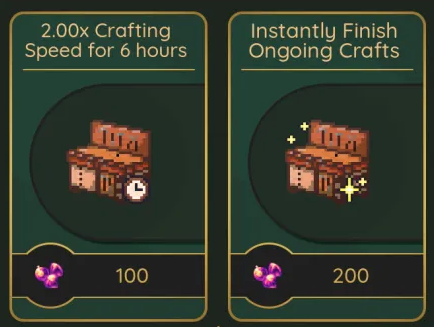 2.00x Crafting
Speed for 6 hours
100
Instantly Finish
Ongoing Crafts
200